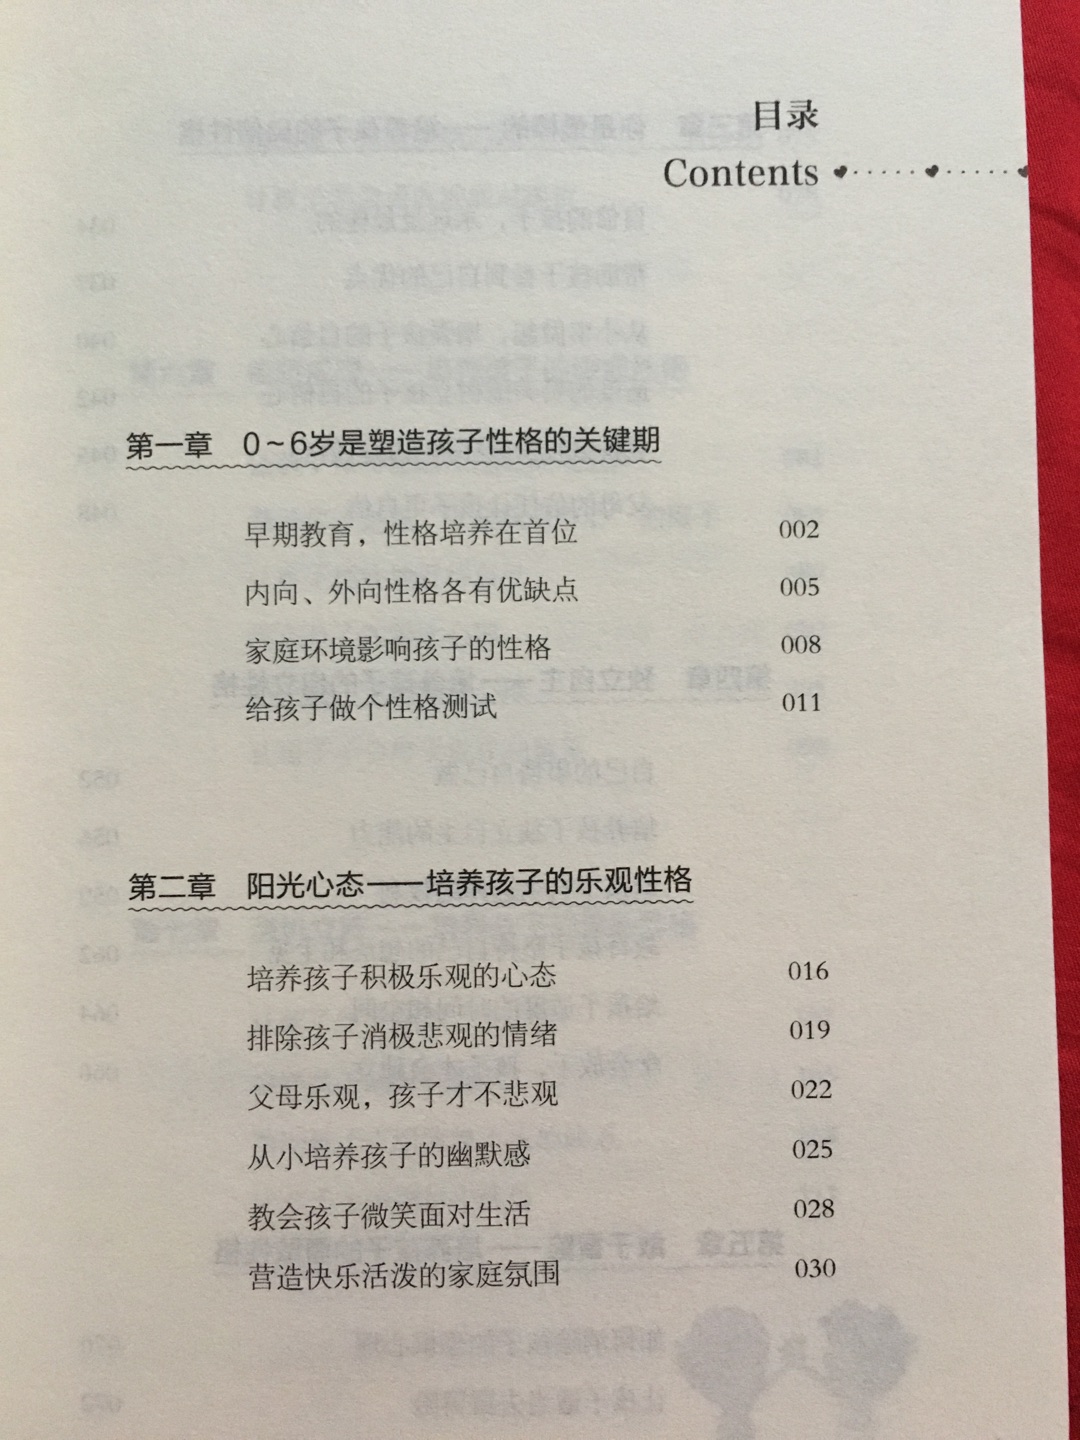 目录
Contents
第一章 0～6岁是塑造孩子性格的关键期
早期教育，性格培养在首位 002
内向、外向性格各有优缺点 005
家庭环境影响孩子的性格 008
给孩子做个性格测试 011
第二章 阳光心态——培养孩子的乐观性格
培养孩子积极乐观的心态 016
排除孩子消极悲观的情绪 019
父母乐观，孩子才不悲观 022
从小培养孩子的幽默感 025
教会孩子微笑面对生活 028
营造快乐活泼的家庭氛围 030